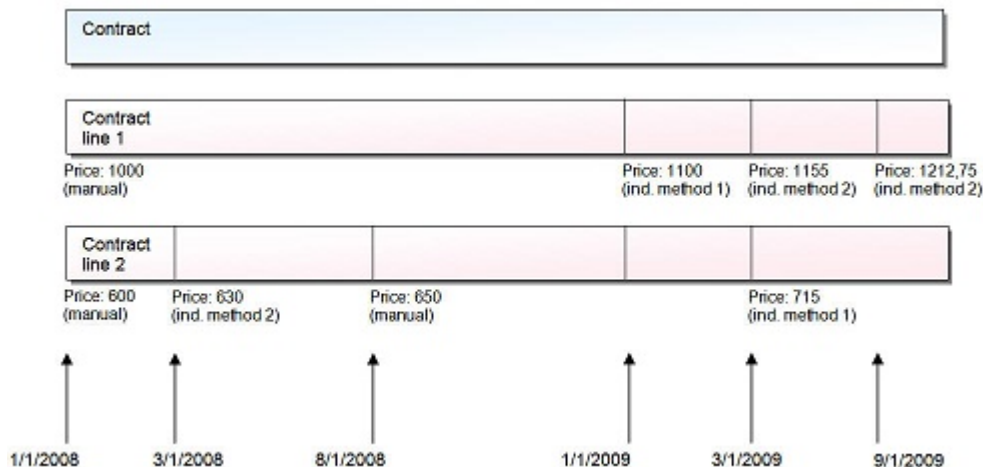 Contract
Contract
line 1
Price: 1000
(manual)
Price: 1100
(ind. method 1)
Price: 1155
(ind. method 2)
Price: 1212,75
(ind. method 2)
Contract
line 2
Price: 600
(manual)
Price: 630
(ind. method 2)
Price: 650
(manual)
Price: 715
(ind. method 1)
1/1/2008
3/1/2008
8/1/2008
1/1/2009
3/1/2009
9/1/2009